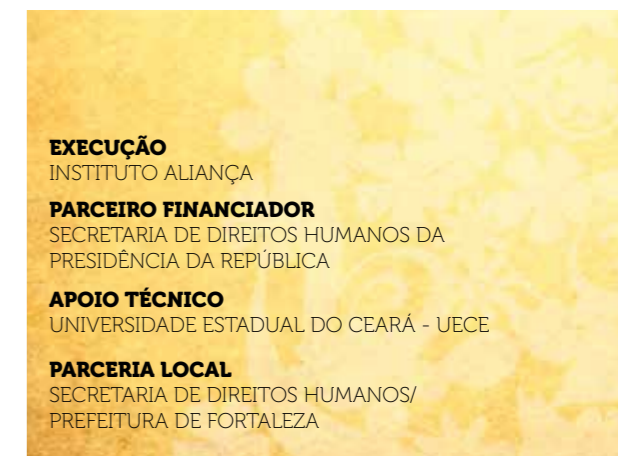 EXECUÇÃO
INSTITUTO ALIANÇA
PARCEIRO FINANCIADOR
SECRETARIA DE DIREITOS HUMANOS DA
PRESIDÊNCIA DA REPÚBLICA
APOIO TÉCNICO
UNIVERSIDADE ESTADUAL DO CEARÁ - UECE
PARCERIA LOCAL
SECRETARIA DE DIREITOS HUMANOS/
PREFEITURA DE FORTALEZA